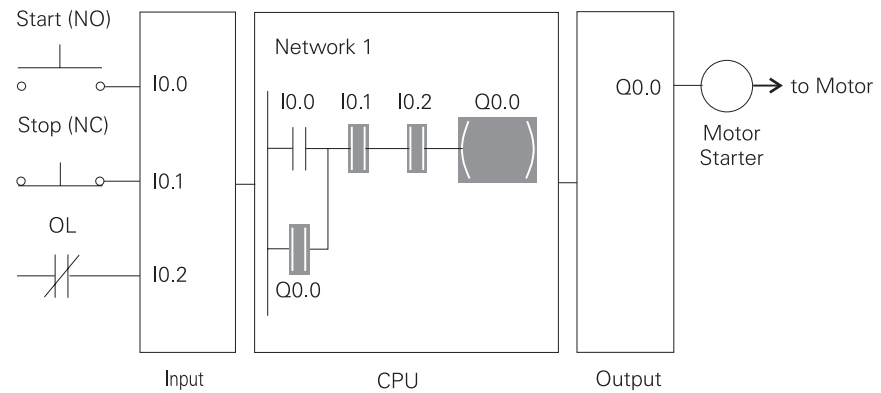 Start (NO)
I0.0
Stop (NC)
I0.1
OL
I0.2
Input
Network 1
I0.0 I0.1 I0.2 Q0.0
Q0.0
CPU
Q0.0
Output
to Motor
Motor
Starter